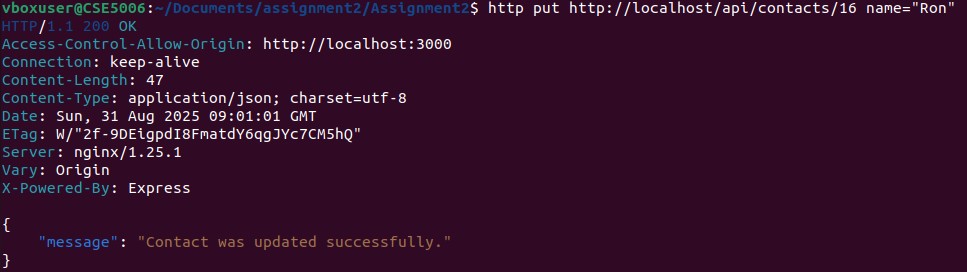 vboxuser@CSE5006:~/Documents/assignment2/Assignment2$ http put http://localhost/api/contacts/16 name="Ron"
HTTP/1.1 200 OK
Access-Control-Allow-Origin: http://localhost:3000
Connection: keep-alive
Content-Length: 47
Content-Type: application/json; charset=utf-8
Date: Sun, 31 Aug 2025 09:01:01 GMT
ETag: W/"2f-9DEigpdI8FmatdY6qgJYc7CM5hQ"
Server: nginx/1.25.1
Vary: Origin
X-Powered-By: Express

{
    "message": "Contact was updated successfully."
}